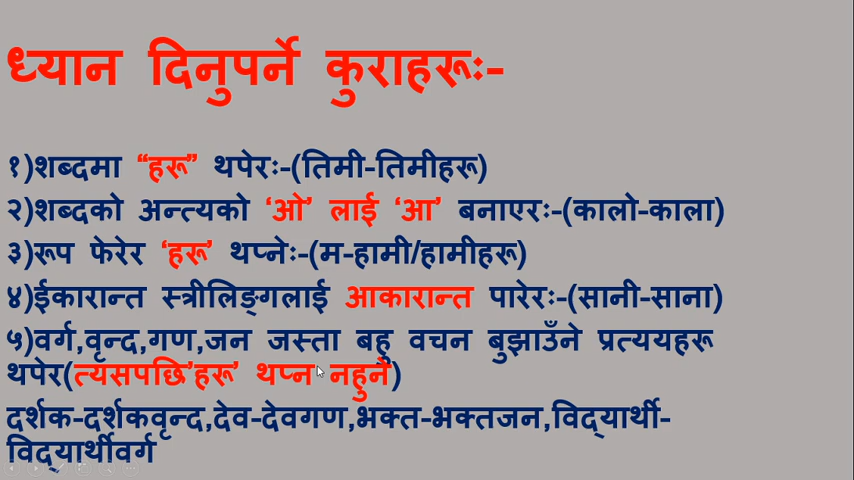 ध्यान दिनुपर्ने कुराहरूः-
१)शब्दमा “हरू” थपेरः-(तिमी-तिमीहरू)
२)शब्दको अन्त्यको ‘ओ’ लाई ‘आ’ बनाएरः-(कालो-काला)
३)रूप फेरेर ‘हरू’ थप्नेः-(म-हामी/हामीहरू)
४)ईकारान्त स्त्रीलिङ्गलाई आकारान्त पारेरः-(सानी-साना)
५)वर्ग,वृन्द,गण,जन जस्ता बहु वचन बुझाउँने प्रत्ययहरू
थपेर(त्यसपछि’हरू’ थप्न नहुने)
दर्शक-दर्शकवृन्द,देव-देवगण,भक्त-भक्तजन,विद्यार्थी-
विद्यार्थीवर्ग